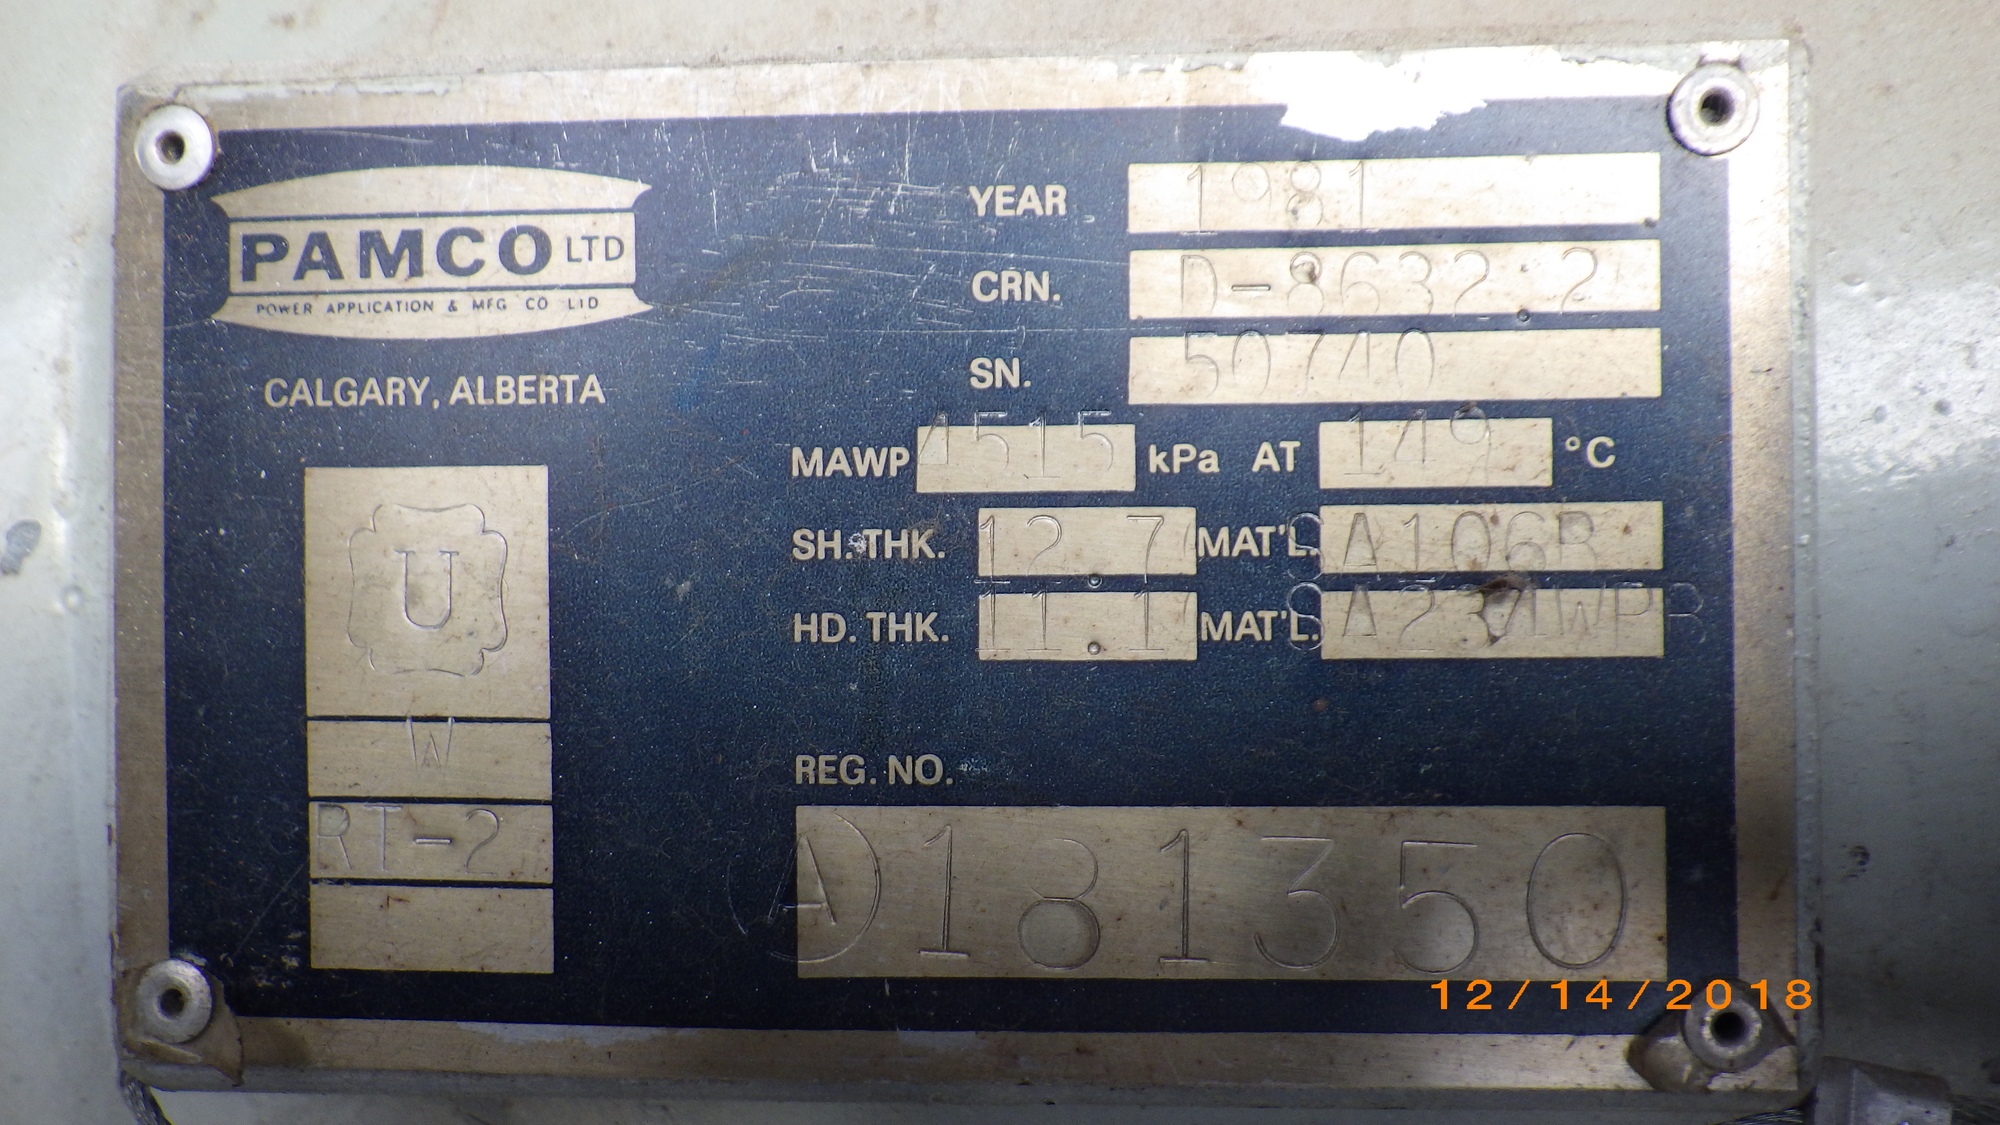 PAMCO LTD
POWER APPLICATION & MFG CO LTD
CALGARY, ALBERTA
U
W
RT-2
YEAR 1981
CRN. D-8632.2
SN. 50740
MAWP 4515 kPa AT 149 °C
SH. THK. 12.7 MAT'L. SA106B
HD. THK. 11.1 MAT'L. SA234WPB
REG. NO.
A181350
12/14/2018